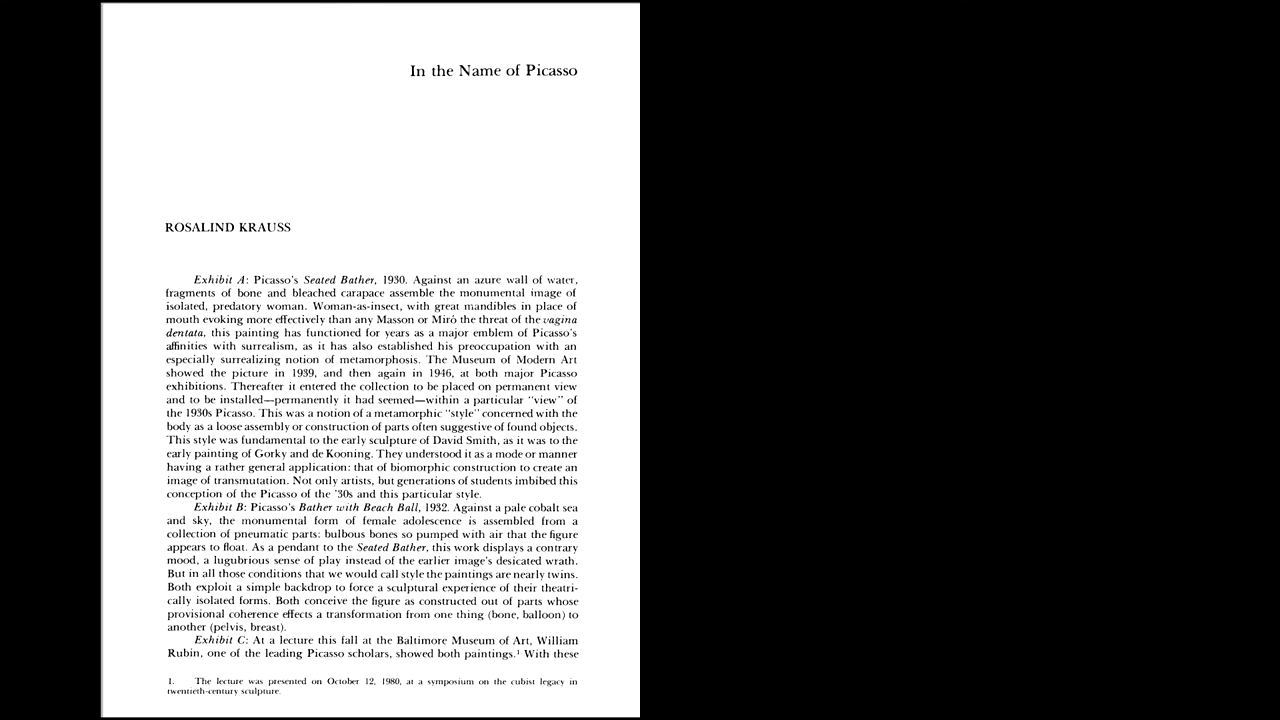 In the Name of Picasso
ROSALIND KRAUSS
Exhibit A: Picasso's Seated Bather, 1930. Against an azure wall of water,
fragments of bone and bleached carapace assemble the monumental image of
isolated, predatory woman. Woman-as-insect, with great mandibles in place of
mouth evoking more effectively than any Masson or Miró the threat of the vagina
dentata, this painting has functioned for years as a major emblem of Picasso's
affinities with surrealism, as it has also established his preoccupation with an
especially surrealizing notion of metamorphosis. The Museum of Modern Art
showed the picture in 1939, and then again in 1946, at both major Picasso
exhibitions. Thereafter it entered the collection to be placed on permanent view
and to be installed—permanently it had seemed—within a particular "view" of
the 1930s Picasso. This was a notion of a metamorphic "style" concerned with the
body as a loose assembly or construction of parts often suggestive of found objects.
This style was fundamental to the early sculpture of David Smith, as it was to the
early painting of Gorky and de Kooning. They understood it as a mode or manner
having a rather general application: that of biomorphic construction to create an
image of transmutation. Not only artists, but generations of students imbibed this
conception of the Picasso of the '30s and this particular style.
Exhibit B: Picasso's Bather with Beach Ball, 1932. Against a pale cobalt sea
and sky, the monumental form of female adolescence is assembled from a
collection of pneumatic parts: bulbous bones so pumped with air that the figure
appears to float. As a pendant to the Seated Bather, this work displays a contrary
mood, a lugubrious sense of play instead of the earlier image's desicated wrath.
But in all those conditions that we would call style the paintings are nearly twins.
Both exploit a simple backdrop to force a sculptural experience of their theatri-
cally isolated forms. Both conceive the figure as constructed out of parts whose
provisional coherence effects a transformation from one thing (bone, balloon) to
another (pelvis, breast).
Exhibit C: At a lecture this fall at the Baltimore Museum of Art, William
Rubin, one of the leading Picasso scholars, showed both paintings.¹ With these
1. The lecture was presented on October 12, 1980, at a symposium on the cubist legacy in
twentieth-century sculpture.